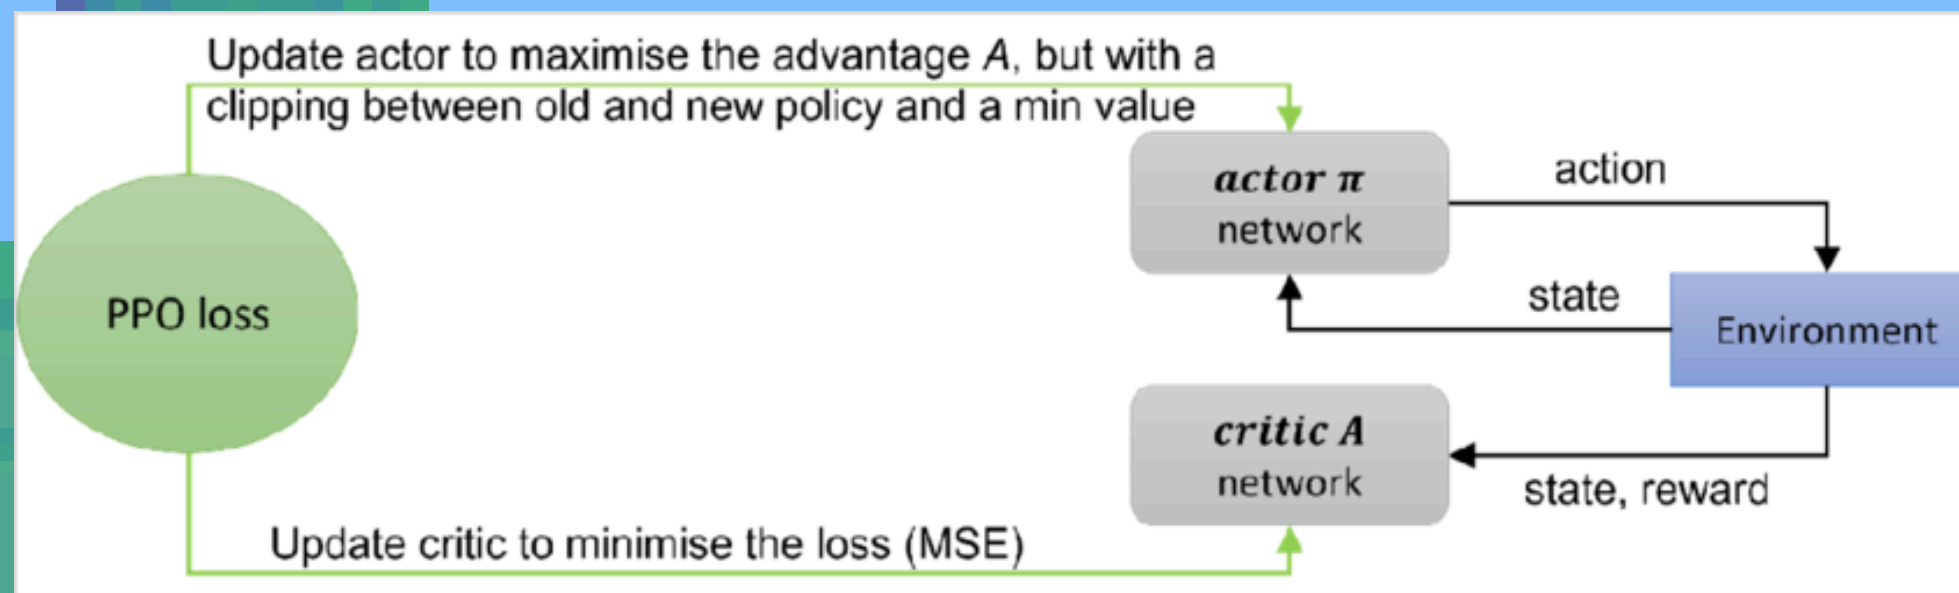 Update actor to maximise the advantage A, but with a
clipping between old and new policy and a min value
actor π
network
action
PPO loss
state
Environment
critic A
network
state, reward
Update critic to minimise the loss (MSE)